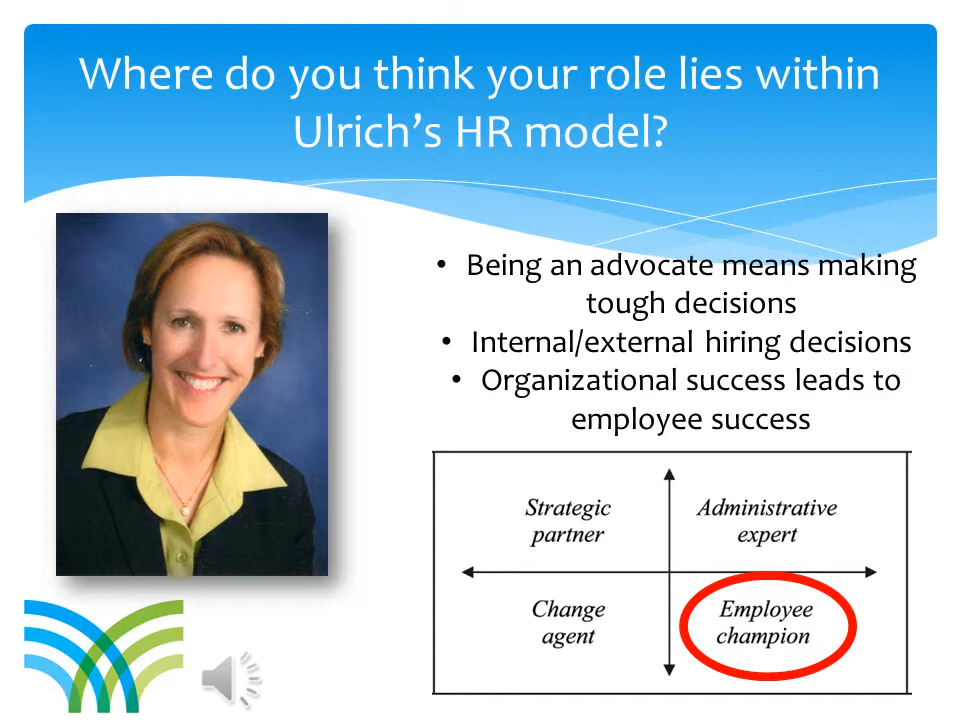 Where do you think your role lies within
Ulrich’s HR model?
• Being an advocate means making
tough decisions
• Internal/external hiring decisions
• Organizational success leads to
employee success
Strategic
partner
Administrative
expert
Change
agent
Employee
champion